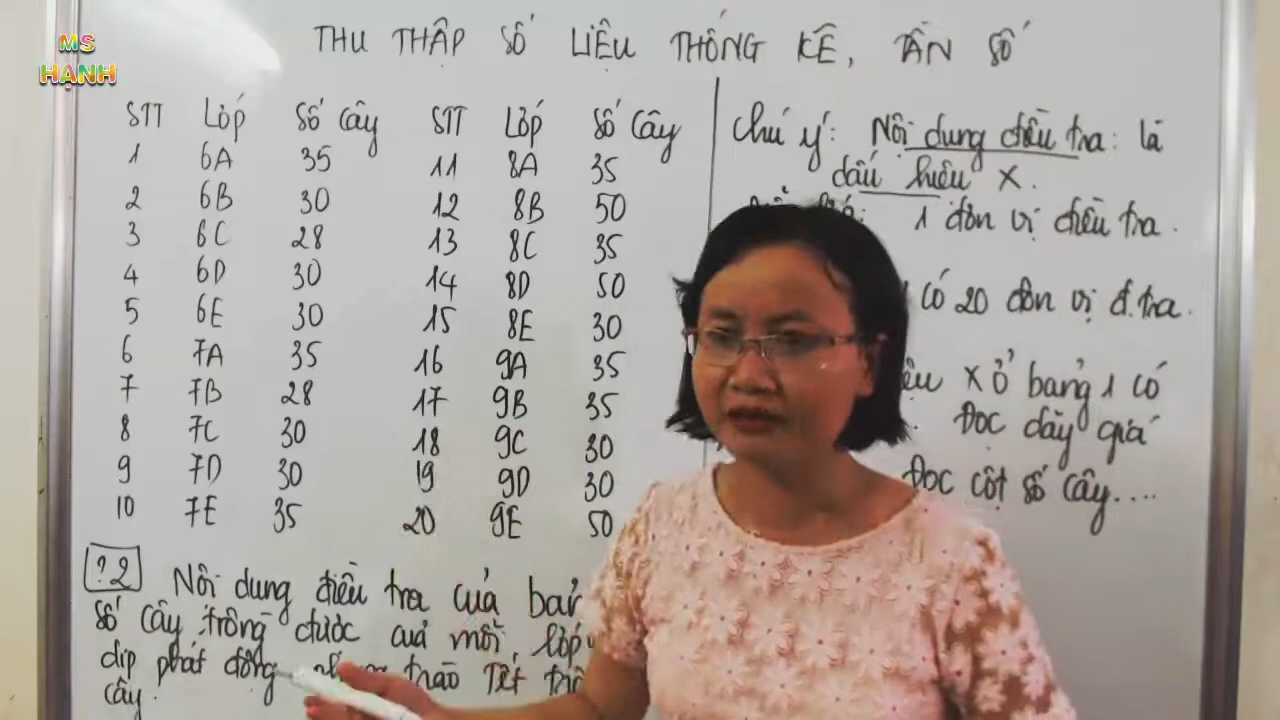 MS
HẠNH
THU THẬP SỐ LIỆU THỐNG KÊ, TẦN SỐ
STT Lớp Số Cây STT Lớp Số Cây
1 6A 35 11 8A 35
2 6B 30 12 8B 50
3 6C 28 13 8C 35
4 6D 30 14 8D 50
5 6E 30 15 8E 30
6 7A 35 16 9A 35
7 7B 28 17 9B 35
8 7C 30 18 9C 30
9 7D 30 19 9D 30
10 7E 35 20 9E 50
?2 Nội dung điều tra của
số cây trồng được của mỗi lớp
dịp phát động trào Tết
cây.
Chú ý: Nội dung điều tra: là
dấu hiệu X.
1 đơn vị điều tra.
có 20 đơn vị đ.tra.
X ở bảng 1 có
Đọc dãy giá
Đọc cột số cây....